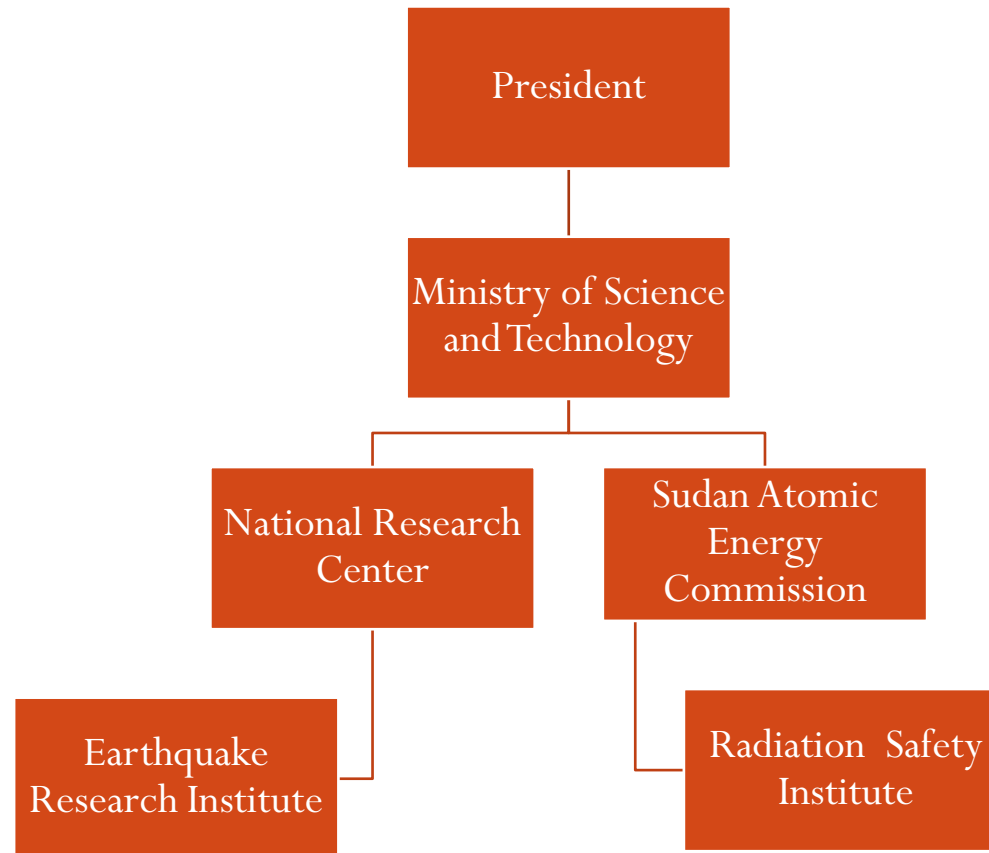 President
Ministry of Science
and Technology
National Research
Center
Sudan Atomic
Energy
Commission
Earthquake
Research Institute
Radiation Safety
Institute